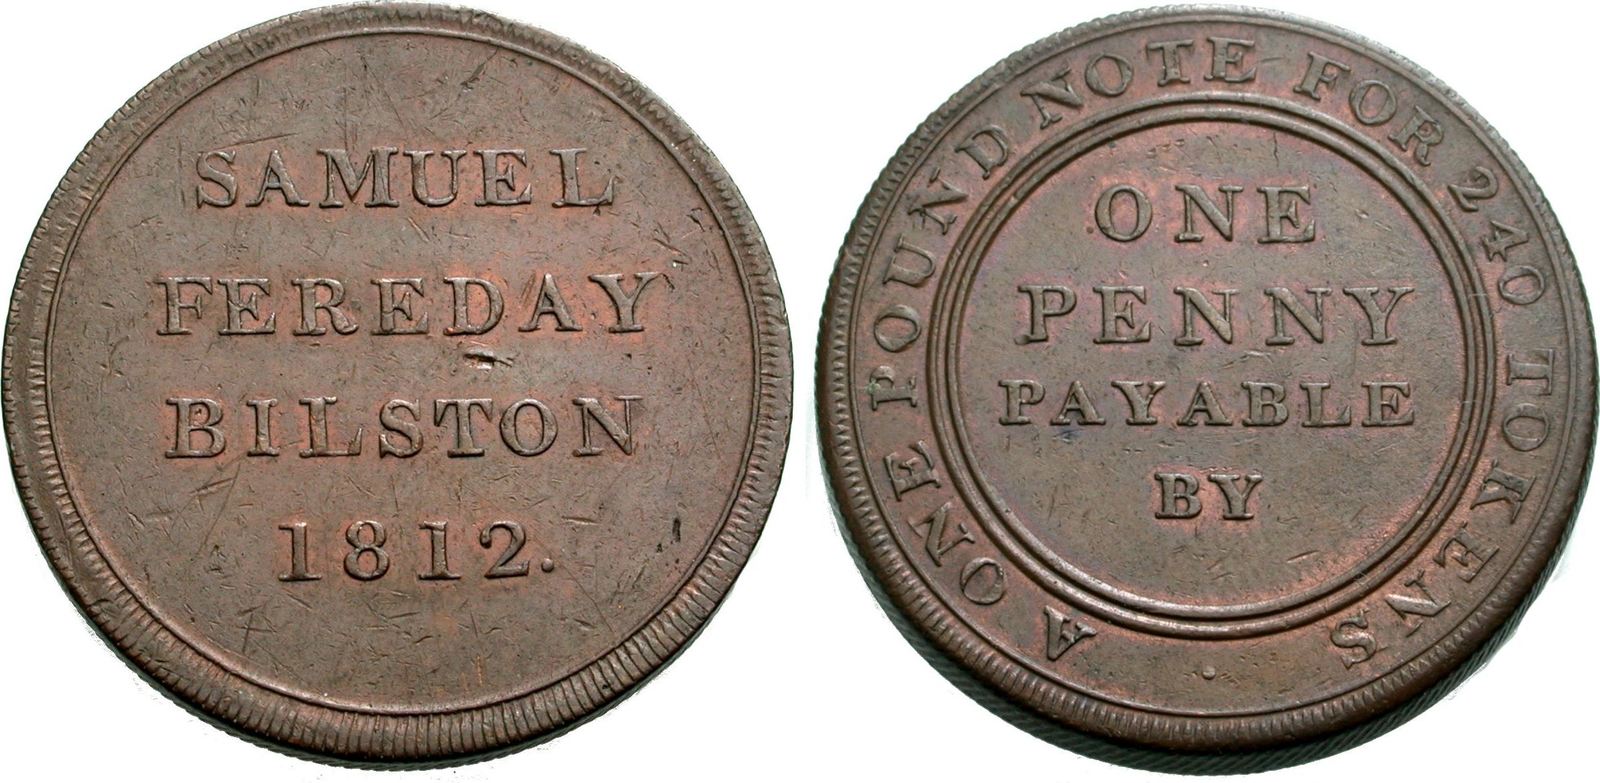 SAMUEL
FEREDAY
BILSTON
1812.
A ONE POUND NOTE FOR 240 TOKENS
ONE
PENNY
PAYABLE
BY